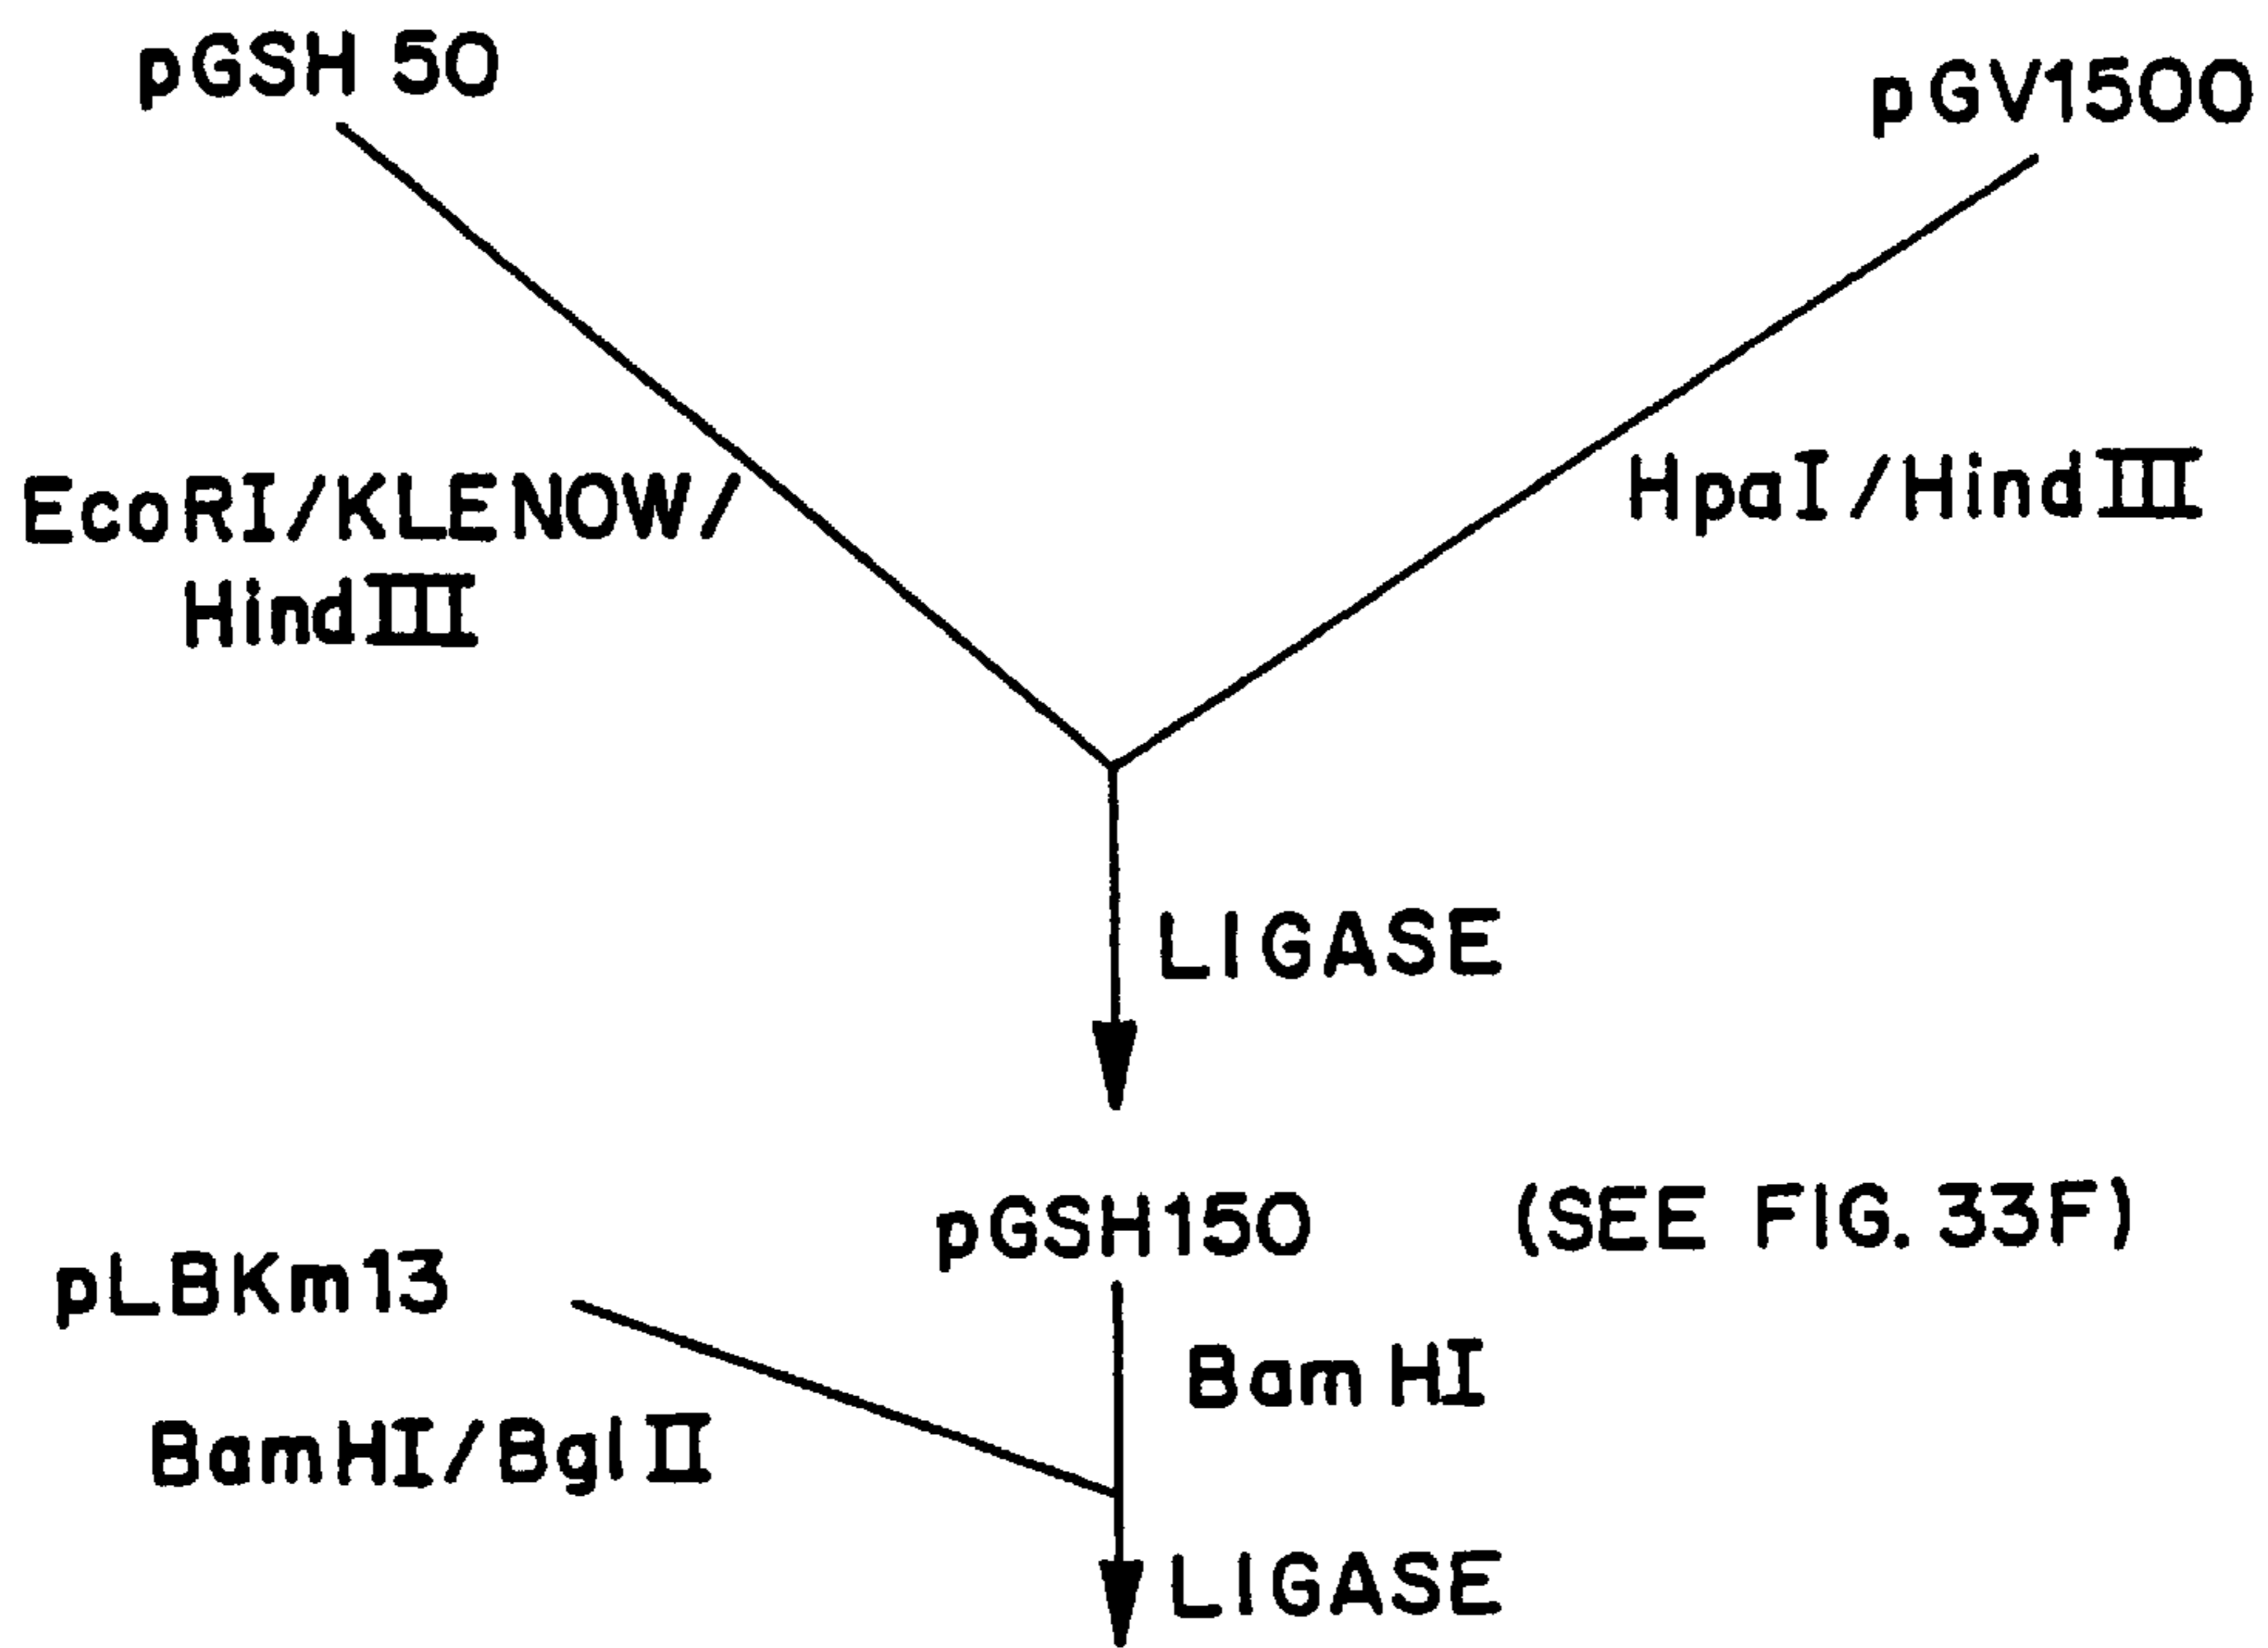 pGSH 50
pGV1500
EcoRI/KLENOW/
HindIII
HpaI/HindIII
LIGASE
pGSH150 (SEE FIG. 33F)
pLBKm13
BamHI
BamHI/BglII
LIGASE